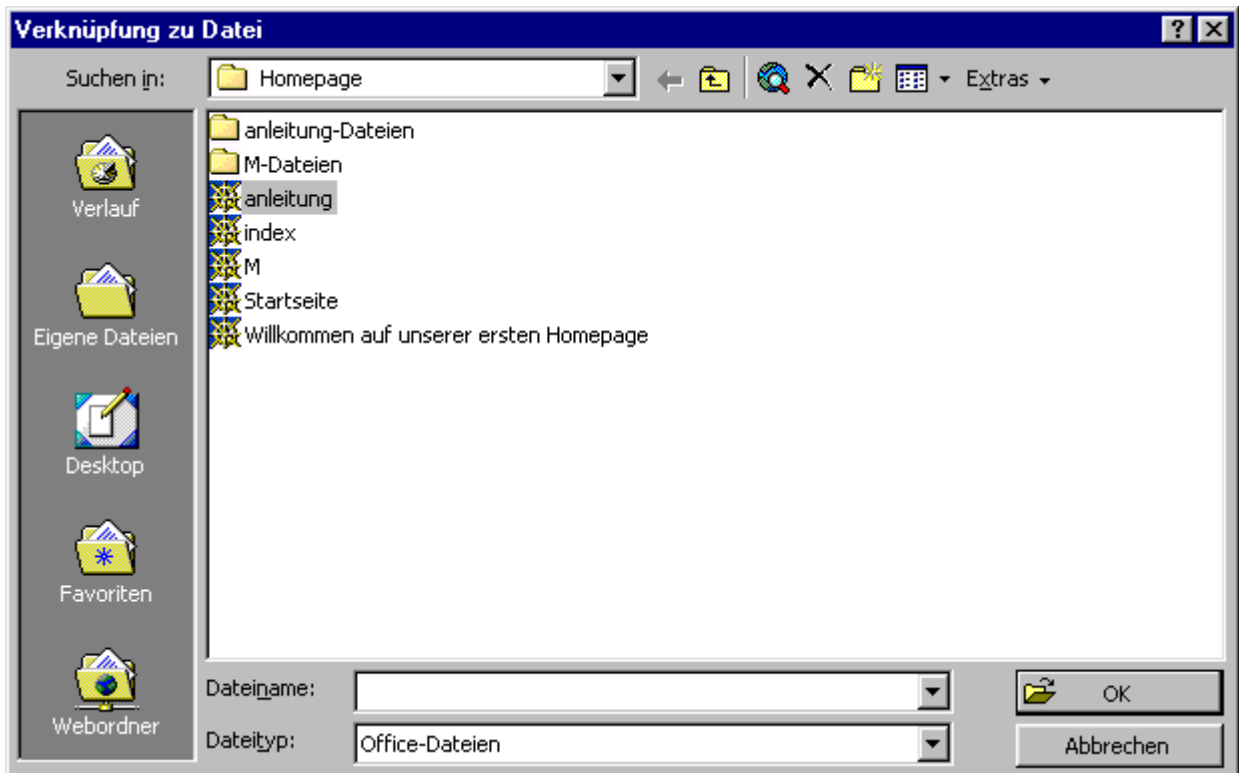 Verknüpfung zu Datei
Suchen in: Homepage Extras
anleitung-Dateien
M-Dateien
anleitung
index
M
Startseite
Willkommen auf unserer ersten Homepage
Verlauf
Eigene Dateien
Desktop
Favoriten
Webordner
Dateiname: OK
Dateityp: Office-Dateien Abbrechen